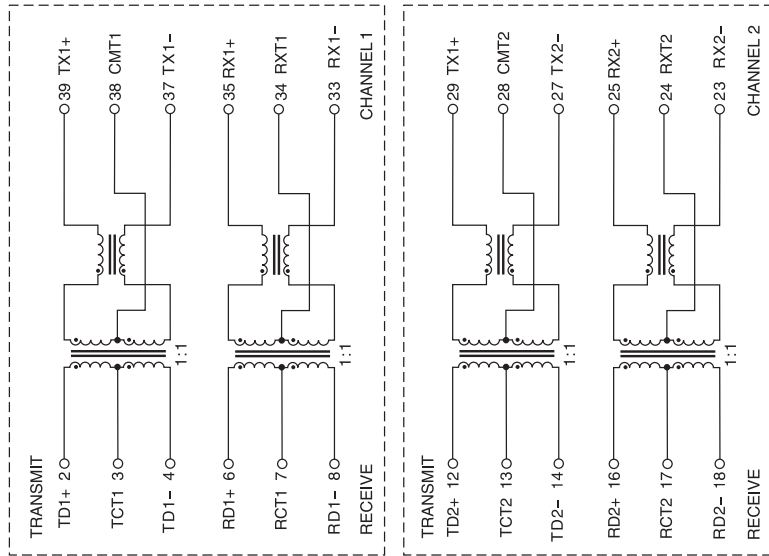 39 TX1+
38 CMT1
37 TX1−
35 RX1+
34 RXT1
33 RX1−
CHANNEL 1
1:1
1:1
TRANSMIT
TD1+ 2
TCT1 3
TD1− 4
RD1+ 6
RCT1 7
RD1− 8
RECEIVE
29 TX1+
28 CMT2
27 TX2−
25 RX2+
24 RXT2
23 RX2−
CHANNEL 2
1:1
1:1
TRANSMIT
TD2+ 12
TCT2 13
TD2− 14
RD2+ 16
RCT2 17
RD2− 18
RECEIVE